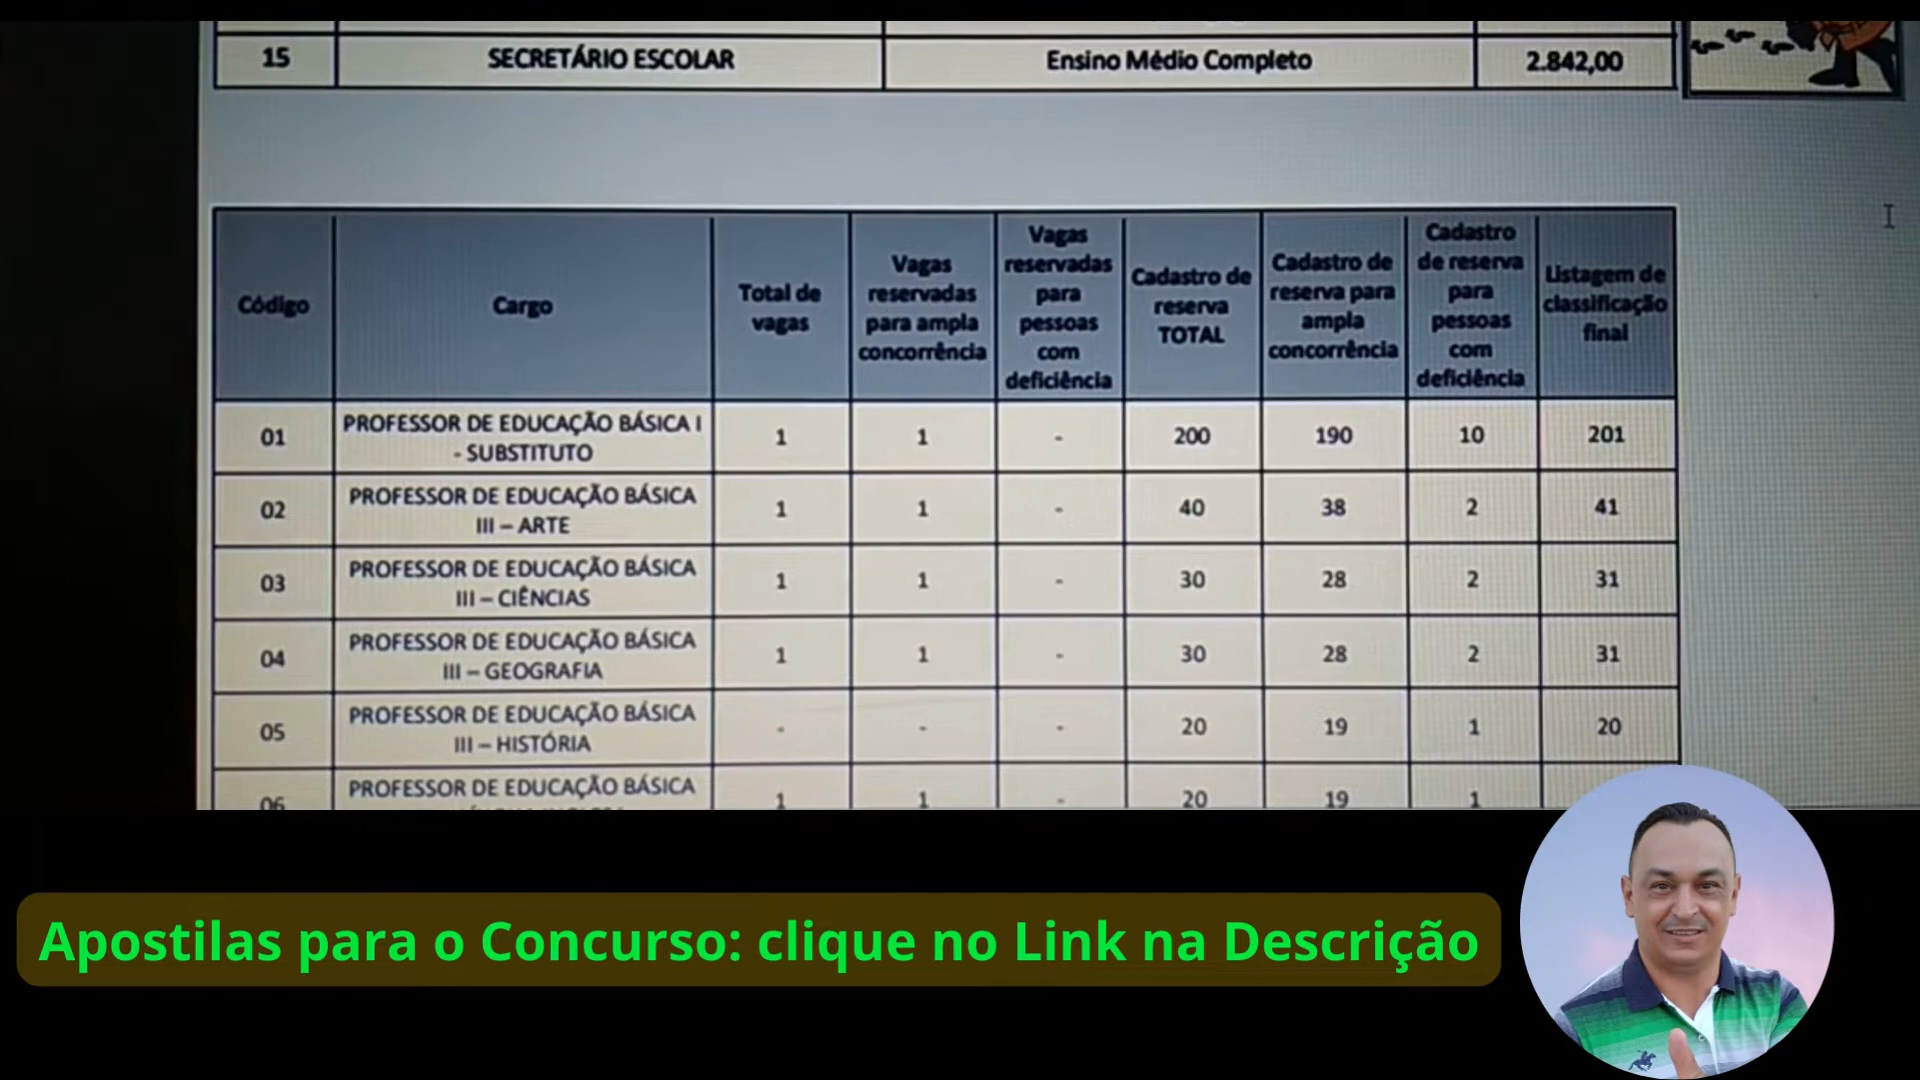 15 SECRETÁRIO ESCOLAR Ensino Médio Completo 2.842,00
Código Cargo Total de vagas Vagas reservadas para ampla concorrência Vagas reservadas para pessoas com deficiência Cadastro de reserva TOTAL Cadastro de reserva para ampla concorrência Cadastro de reserva para pessoas com deficiência Listagem de classificação final
01 PROFESSOR DE EDUCAÇÃO BÁSICA I - SUBSTITUTO 1 1 - 200 190 10 201
02 PROFESSOR DE EDUCAÇÃO BÁSICA III – ARTE 1 1 - 40 38 2 41
03 PROFESSOR DE EDUCAÇÃO BÁSICA III – CIÊNCIAS 1 1 - 30 28 2 31
04 PROFESSOR DE EDUCAÇÃO BÁSICA III – GEOGRAFIA 1 1 - 30 28 2 31
05 PROFESSOR DE EDUCAÇÃO BÁSICA III – HISTÓRIA - - - 20 19 1 20
06 PROFESSOR DE EDUCAÇÃO BÁSICA 1 1 - 20 19 1
Apostilas para o Concurso: clique no Link na Descrição